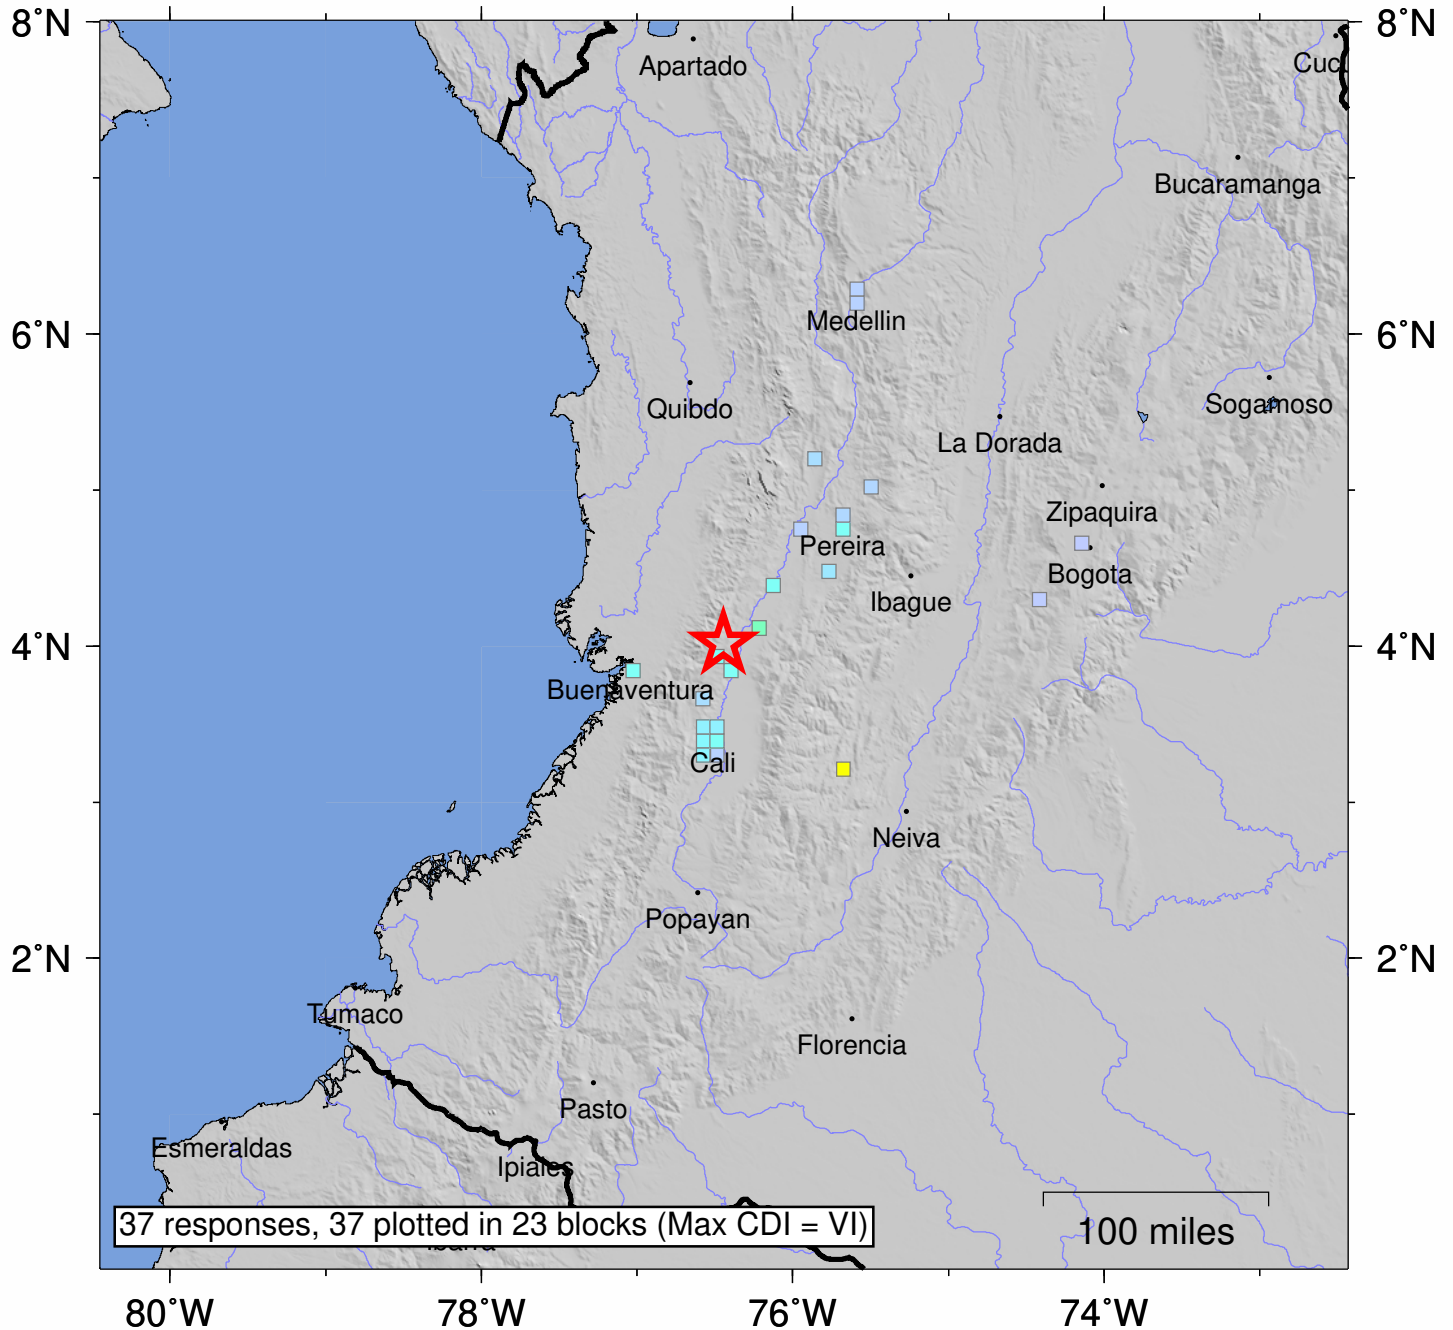 8°N
8°N
Apartado
Cuc
Bucaramanga
6°N
Medellin
6°N
Quibdo
Sogamoso
La Dorada
Zipaquira
Pereira
Bogota
Ibague
4°N
4°N
Buenaventura
Cali
Neiva
Popayan
2°N
2°N
Tumaco
Florencia
Pasto
Esmeraldas
Ipiales
37 responses, 37 plotted in 23 blocks (Max CDI = VI)
100 miles
80°W
78°W
76°W
74°W